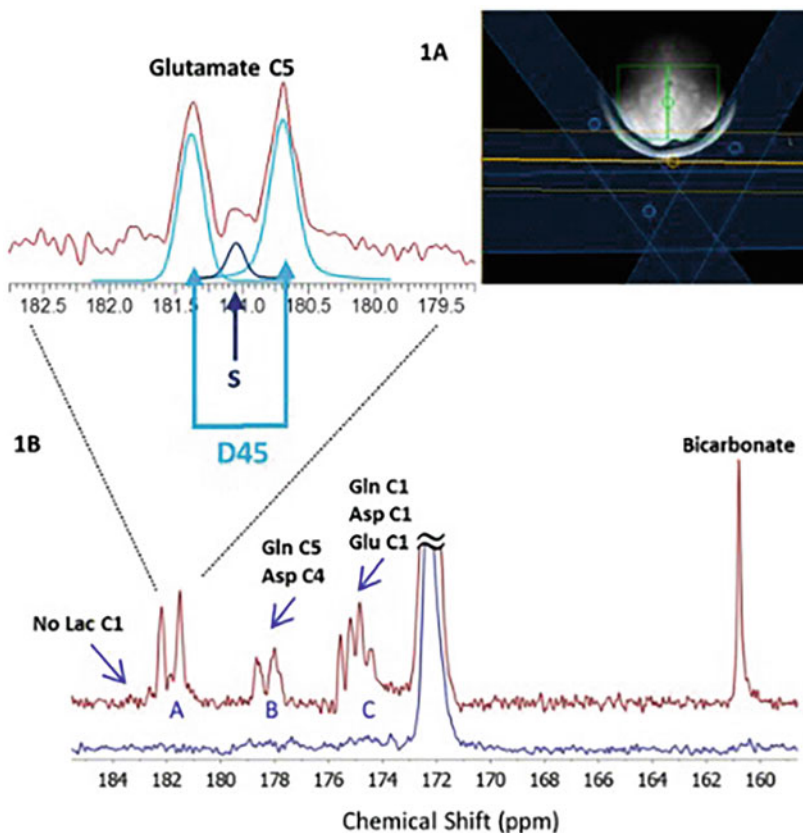 1A
Glutamate C5
182.5 182.0 181.5 181.0 180.5 180.0 179.5
S
D45
1B
Bicarbonate
Gln C1
Asp C1
Glu C1
Gln C5
Asp C4
No Lac C1
A B C
184 182 180 178 176 174 172 170 168 166 164 162 160
Chemical Shift (ppm)